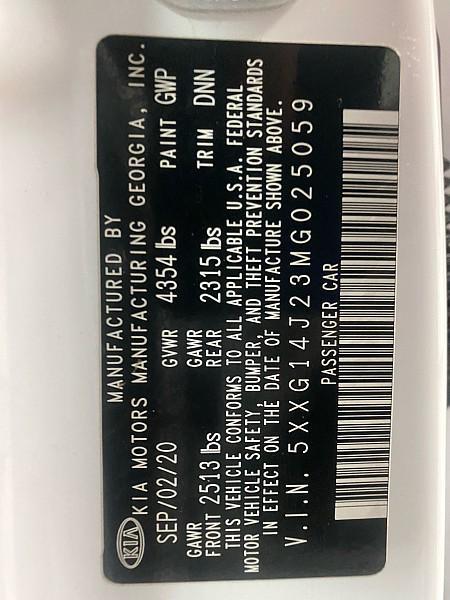 MANUFACTURED BY
KIA KIA MOTORS MANUFACTURING GEORGIA, INC.
SEP/02/20 GVWR 4354 lbs PAINT GWP
GAWR GAWR
FRONT 2513 lbs REAR 2315 lbs TRIM DNN
THIS VEHICLE CONFORMS TO ALL APPLICABLE U.S.A. FEDERAL
MOTOR VEHICLE SAFETY, BUMPER, AND THEFT PREVENTION STANDARDS
IN EFFECT ON THE DATE OF MANUFACTURE SHOWN ABOVE.
V.I.N. 5XXG14J23MG025059
PASSENGER CAR